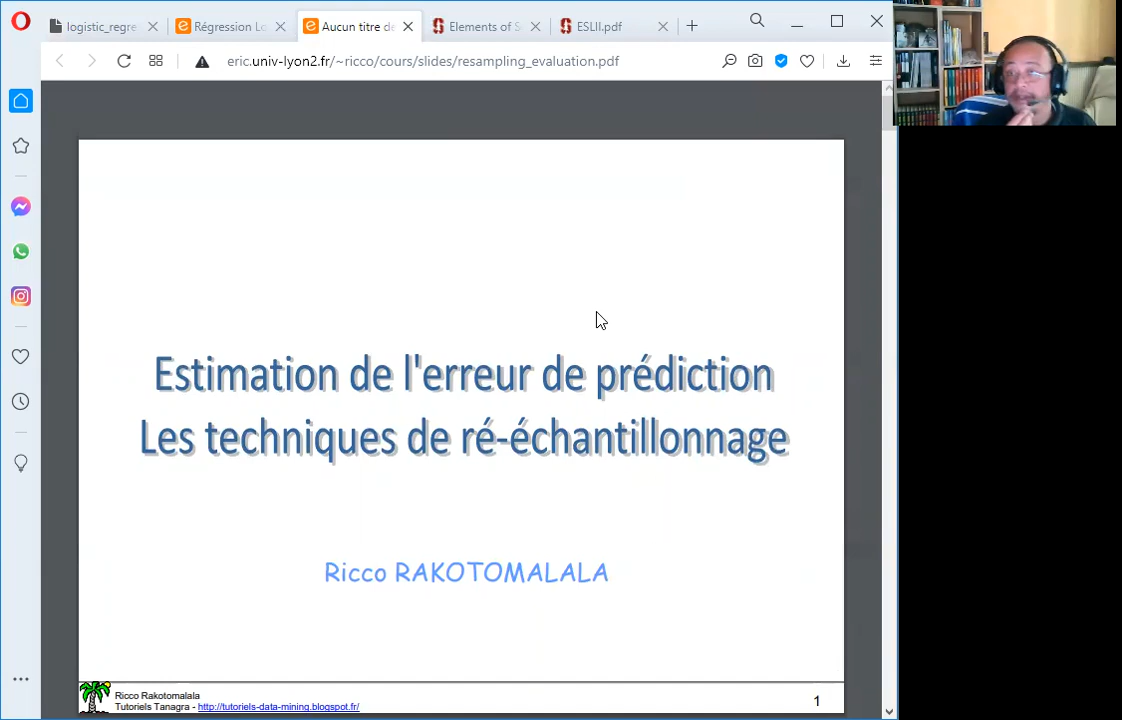 logistic_regre
Régression Lo
Aucun titre de
Elements of S
ESLII.pdf
eric.univ-lyon2.fr/~ricco/cours/slides/resampling_evaluation.pdf
Estimation de l'erreur de prédiction
Les techniques de ré-échantillonnage
Ricco RAKOTOMALALA
Ricco Rakotomalala
Tutoriels Tanagra - http://tutoriels-data-mining.blogspot.fr/
1